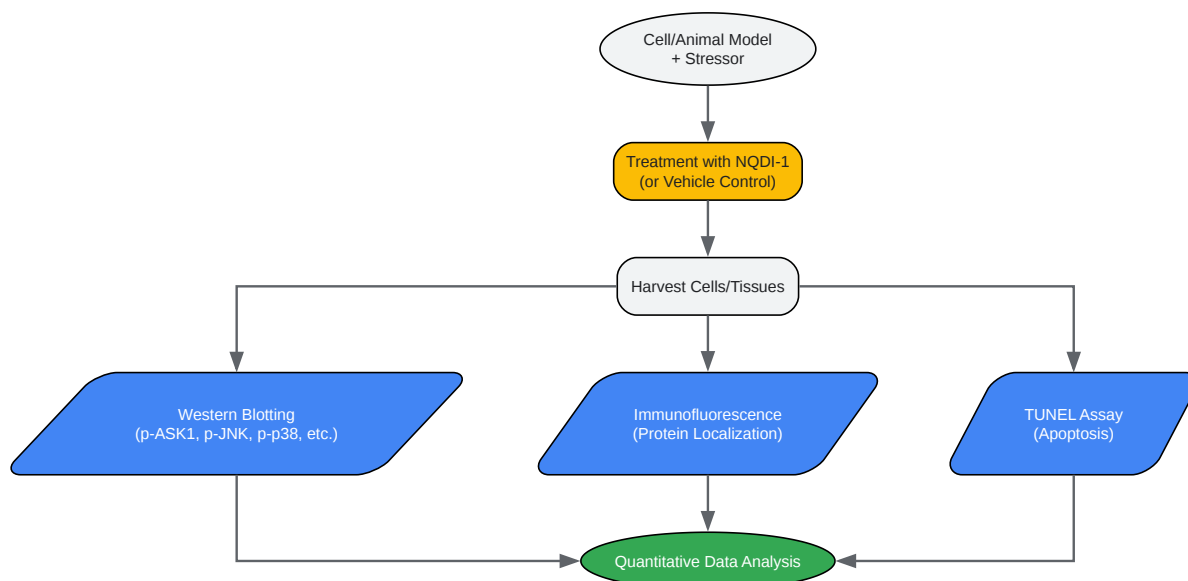 Cell/Animal Model
+ Stressor
Treatment with NQDI-1
(or Vehicle Control)
Harvest Cells/Tissues
Western Blotting
(p-ASK1, p-JNK, p-p38, etc.)
Immunofluorescence
(Protein Localization)
TUNEL Assay
(Apoptosis)
Quantitative Data Analysis